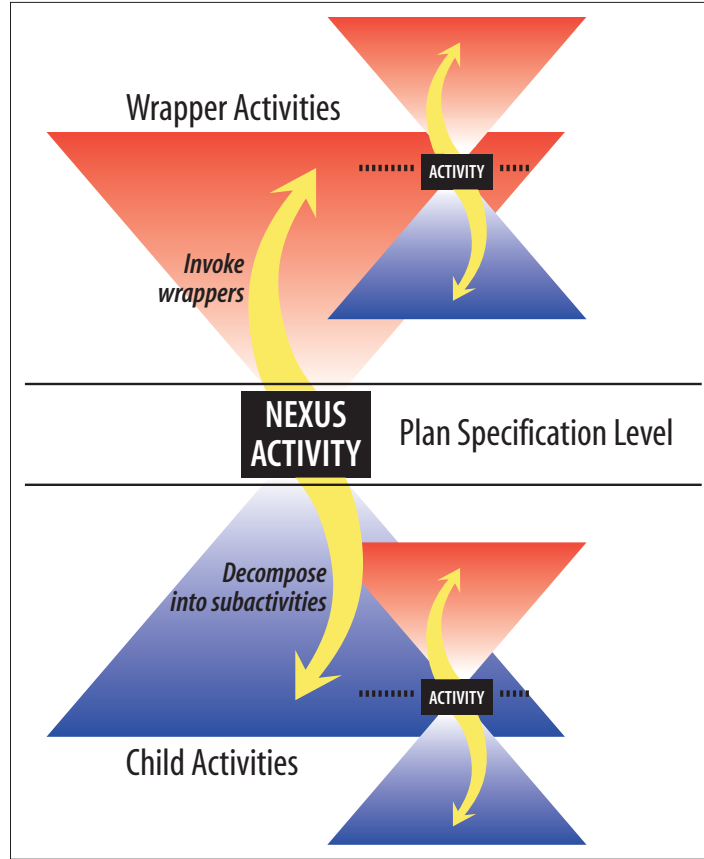 Wrapper Activities
ACTIVITY
Invoke
wrappers
NEXUS
ACTIVITY
Plan Specification Level
Decompose
into subactivities
ACTIVITY
Child Activities